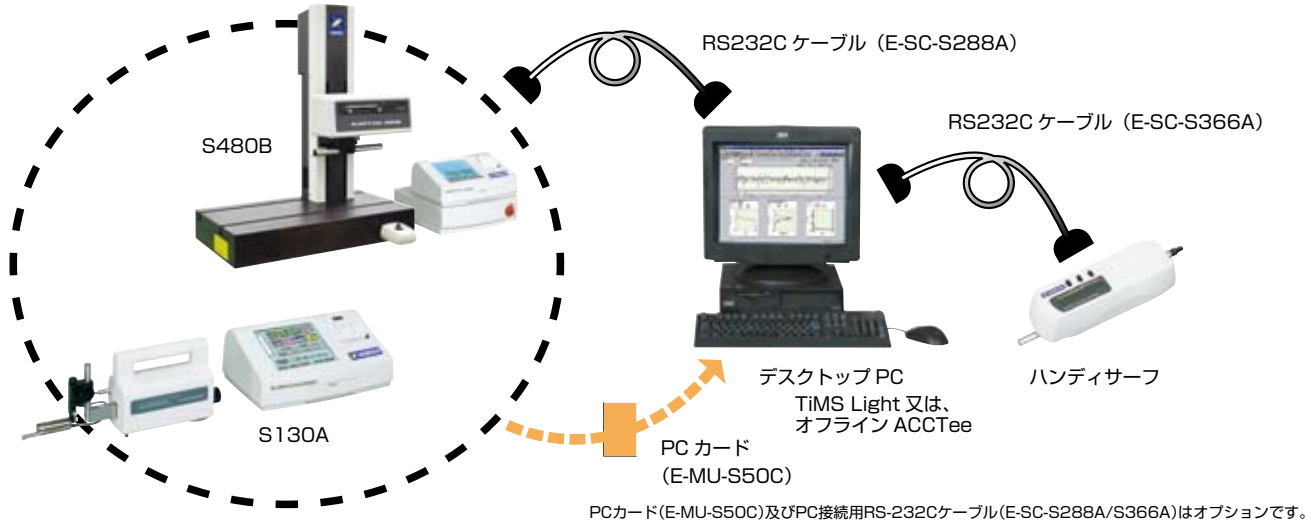 RS232C ケーブル（E-SC-S288A）
RS232C ケーブル（E-SC-S366A）
S480B
S130A
デスクトップ PC
TiMS Light 又は、
オフライン ACCTee
ハンディサーフ
PC カード
（E-MU-S50C）
PCカード(E-MU-S50C)及びPC接続用RS-232Cケーブル(E-SC-S288A/S366A)はオプションです。